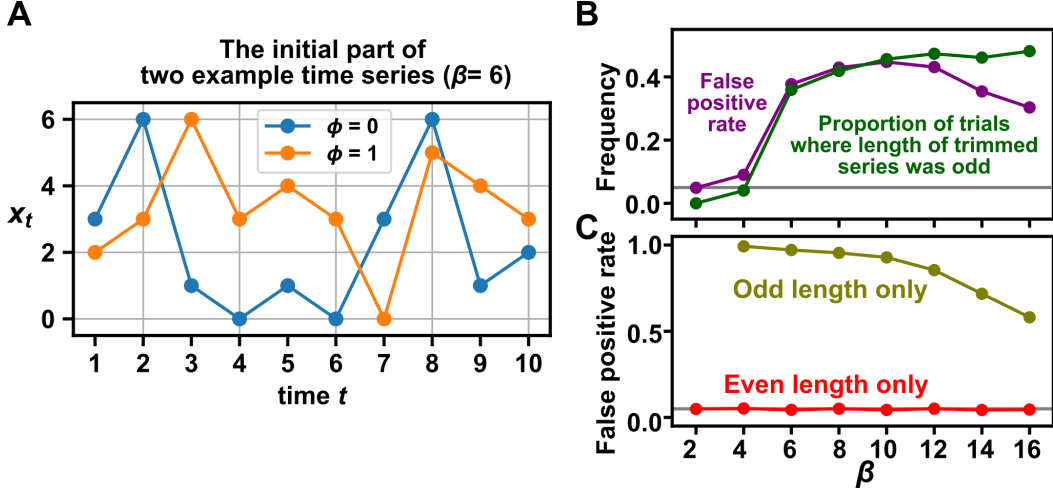 A
The initial part of
two example time series (β= 6)
6
4
2
0
xₜ
ϕ = 0
ϕ = 1
1 2 3 4 5 6 7 8 9 10
time t
B
Frequency
0.4
0.2
0.0
False
positive
rate
Proportion of trials
where length of trimmed
series was odd
C
False positive rate
1.0
0.5
0.0
Odd length only
Even length only
2 4 6 8 10 12 14 16
β